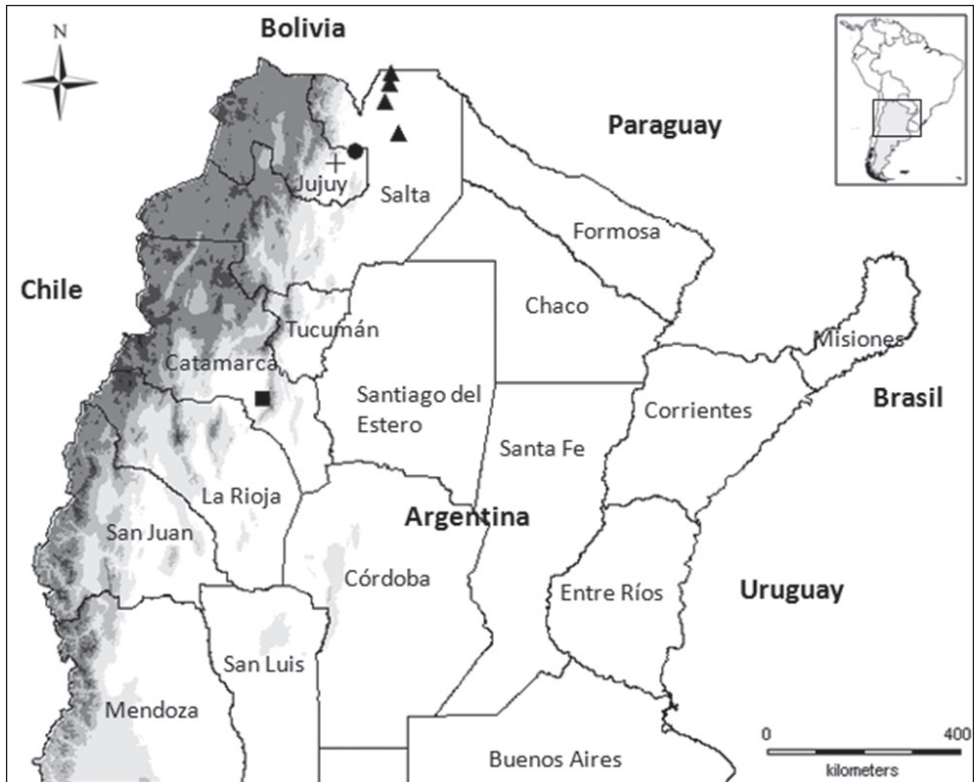 N
Bolivia
Paraguay
Jujuy
Salta
Formosa
Chile
Chaco
Tucumán
Misiones
Catamarca
Santiago del
Estero
Corrientes
Brasil
Santa Fe
La Rioja
Argentina
San Juan
Córdoba
Entre Ríos
Uruguay
San Luis
Mendoza
0 400
Buenos Aires
kilometers